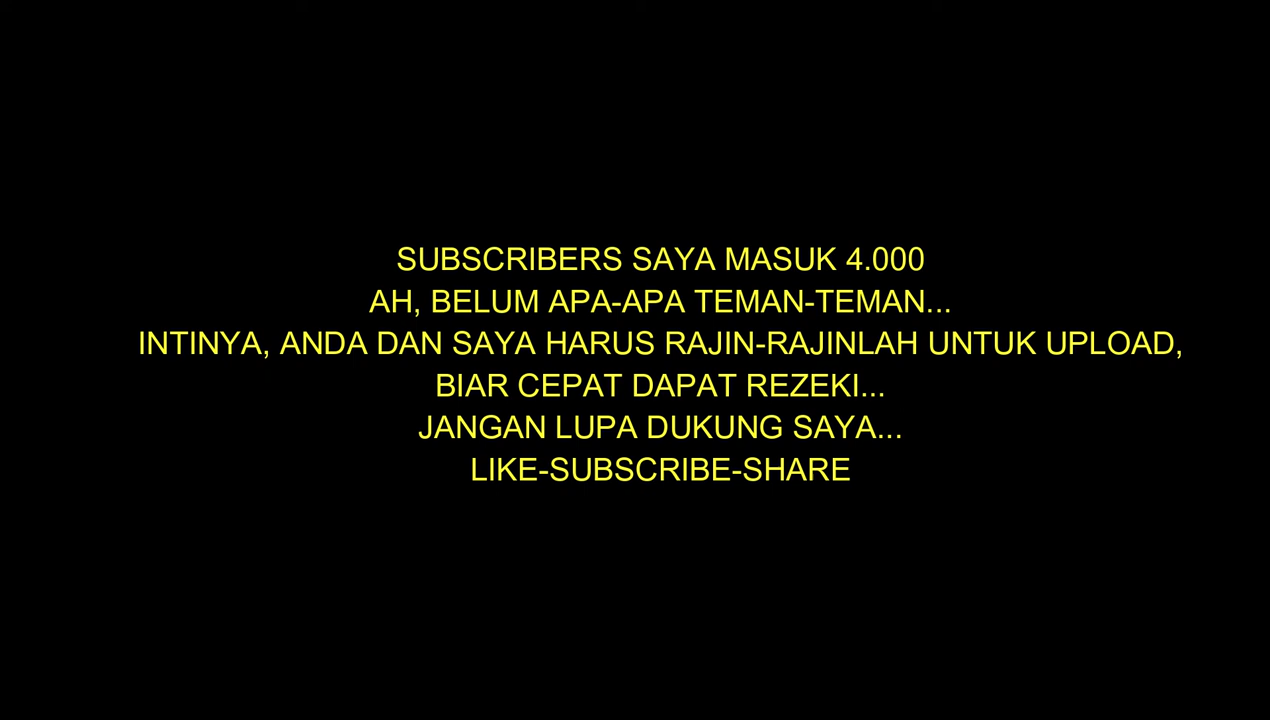 SUBSCRIBERS SAYA MASUK 4.000
AH, BELUM APA-APA TEMAN-TEMAN...
INTINYA, ANDA DAN SAYA HARUS RAJIN-RAJINLAH UNTUK UPLOAD,
BIAR CEPAT DAPAT REZEKI...
JANGAN LUPA DUKUNG SAYA...
LIKE-SUBSCRIBE-SHARE